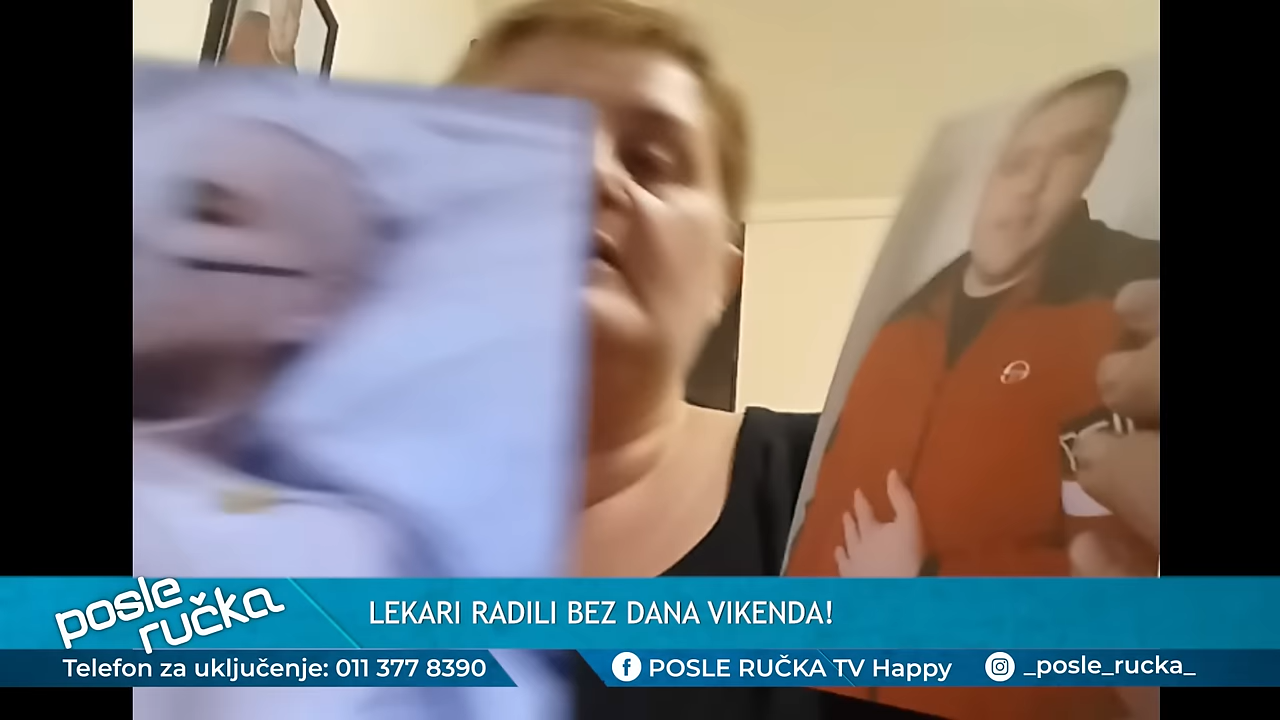 posle
ručka
LEKARI RADILI BEZ DANA VIKENDA!
Telefon za uključenje: 011 377 8390
POSLE RUČKA TV Happy
_posle_rucka_